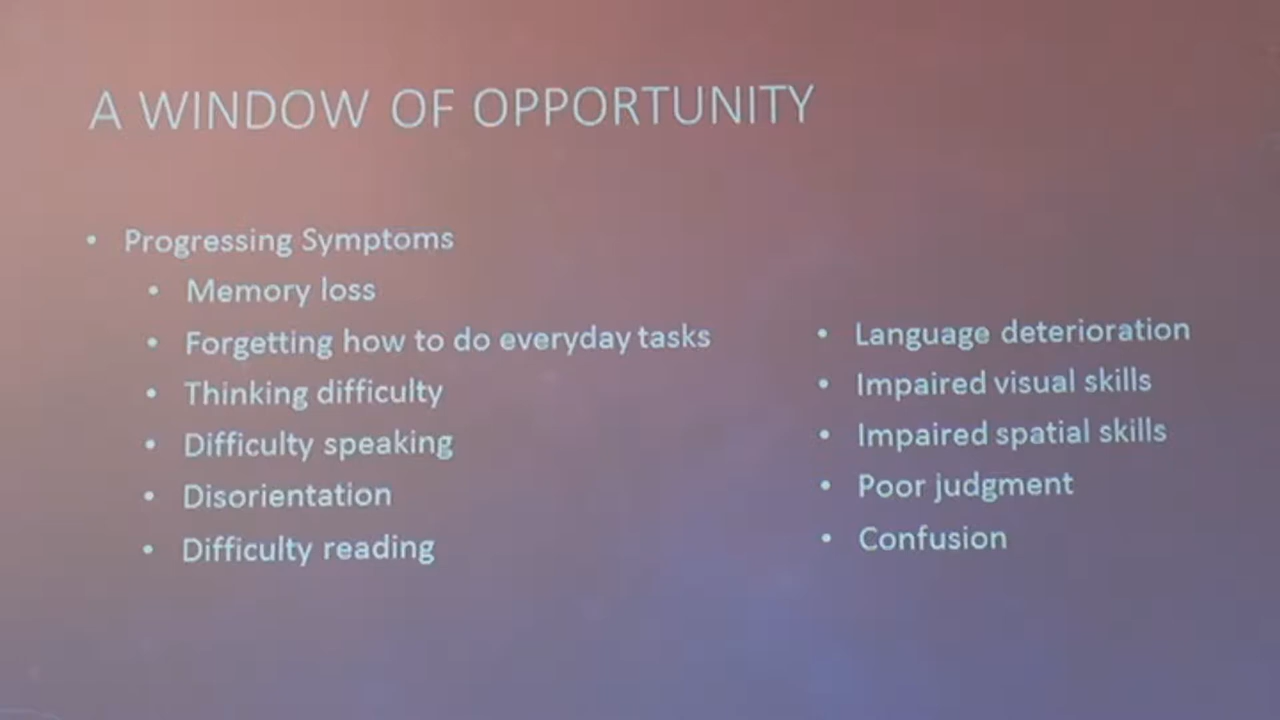 A WINDOW OF OPPORTUNITY
• Progressing Symptoms
• Memory loss
• Forgetting how to do everyday tasks
• Thinking difficulty
• Difficulty speaking
• Disorientation
• Difficulty reading
• Language deterioration
• Impaired visual skills
• Impaired spatial skills
• Poor judgment
• Confusion